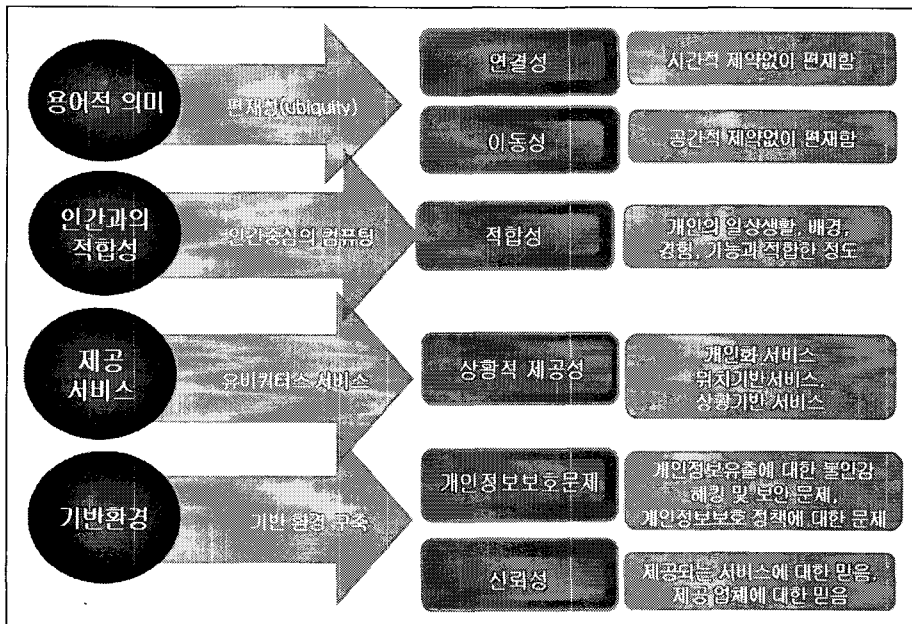 용어적 의미
편재성(ubiquity)
연결성
시간적 제약없이 편재함
이동성
공간적 제약없이 편재함
인간과의
적합성
인간중심의 컴퓨팅
적합성
개인의 일상생활, 배경,
경험, 기능과 적합한 정도
제공
서비스
유비쿼터스 서비스
상황적 제공성
개인화 서비스
위치기반서비스,
상황기반 서비스
기반환경
기반 환경 구축
개인정보보호문제
개인정보유출에 대한 불안감
해킹 및 보안 문제,
개인정보보호 정책에 대한 문제
신뢰성
제공되는 서비스에 대한 믿음,
제공 업체에 대한 믿음